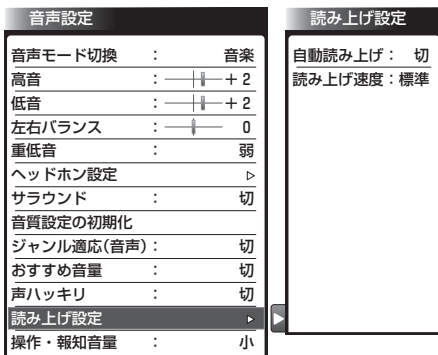 音声設定
音声モード切換 : 音楽
高音 : +2
低音 : +2
左右バランス : 0
重低音 : 弱
ヘッドホン設定
サラウンド : 切
音質設定の初期化
ジャンル適応(音声) : 切
おすすめ音量 : 切
声ハッキリ : 切
読み上げ設定
操作・報知音量 : 小
読み上げ設定
自動読み上げ : 切
読み上げ速度 : 標準